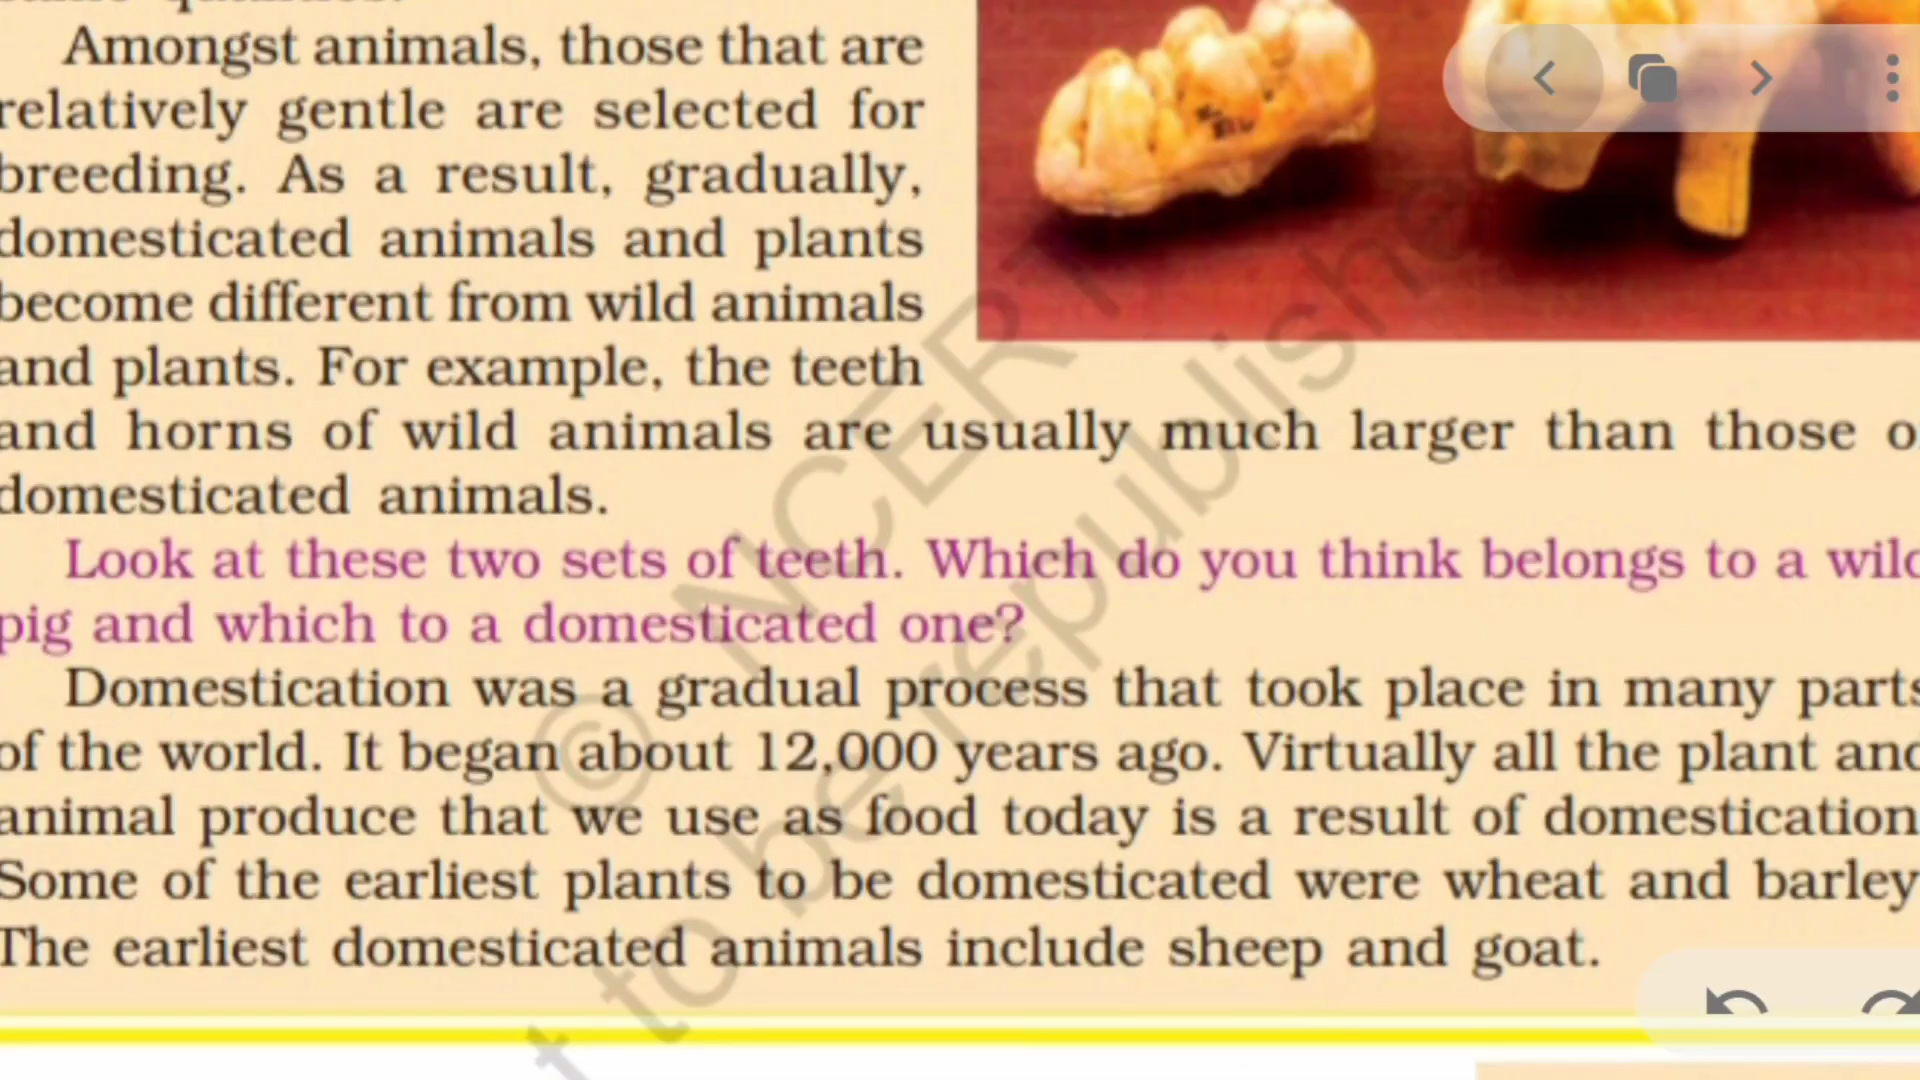 Amongst animals, those that are
relatively gentle are selected for
breeding. As a result, gradually,
domesticated animals and plants
become different from wild animals
and plants. For example, the teeth
and horns of wild animals are usually much larger than those o
domesticated animals.
Look at these two sets of teeth. Which do you think belongs to a wild
pig and which to a domesticated one?
Domestication was a gradual process that took place in many parts
of the world. It began about 12,000 years ago. Virtually all the plant and
animal produce that we use as food today is a result of domestication
Some of the earliest plants to be domesticated were wheat and barley
The earliest domesticated animals include sheep and goat.
© NCERT
t to be republishe